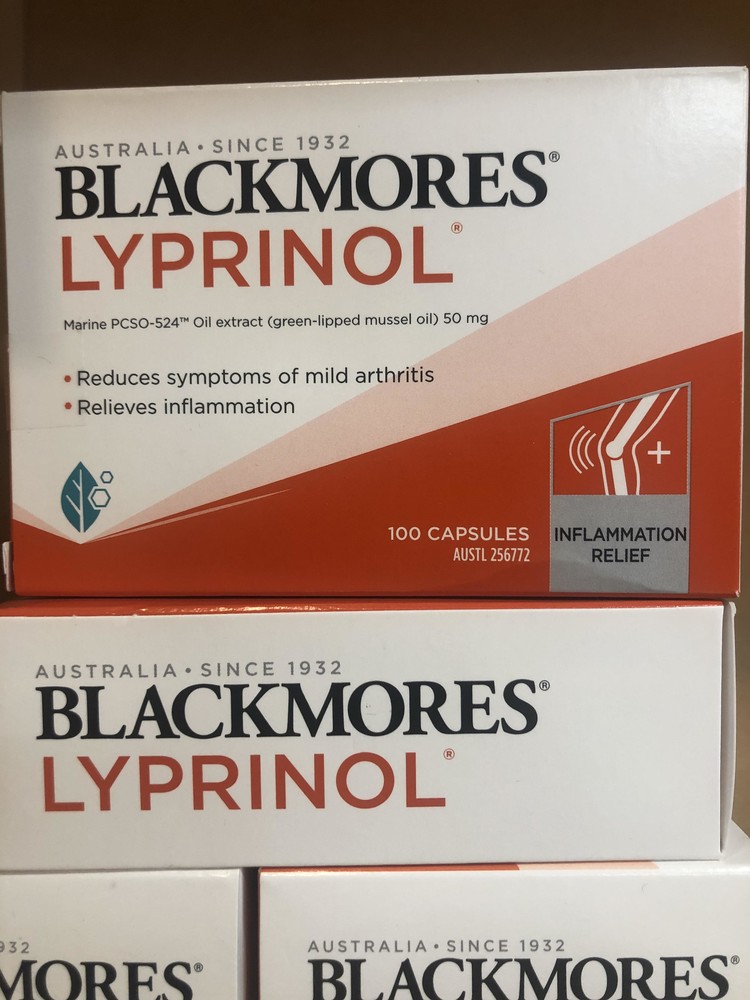 AUSTRALIA • SINCE 1932
BLACKMORES®
LYPRINOL®
Marine PCSO-524™ Oil extract (green-lipped mussel oil) 50 mg
• Reduces symptoms of mild arthritis
• Relieves inflammation
100 CAPSULES
AUSTL 256772
+
INFLAMMATION
RELIEF
AUSTRALIA • SINCE 1932
BLACKMORES®
LYPRINOL®
932
MORES®
AUSTRALIA • SINCE 1932
BLACKMORES